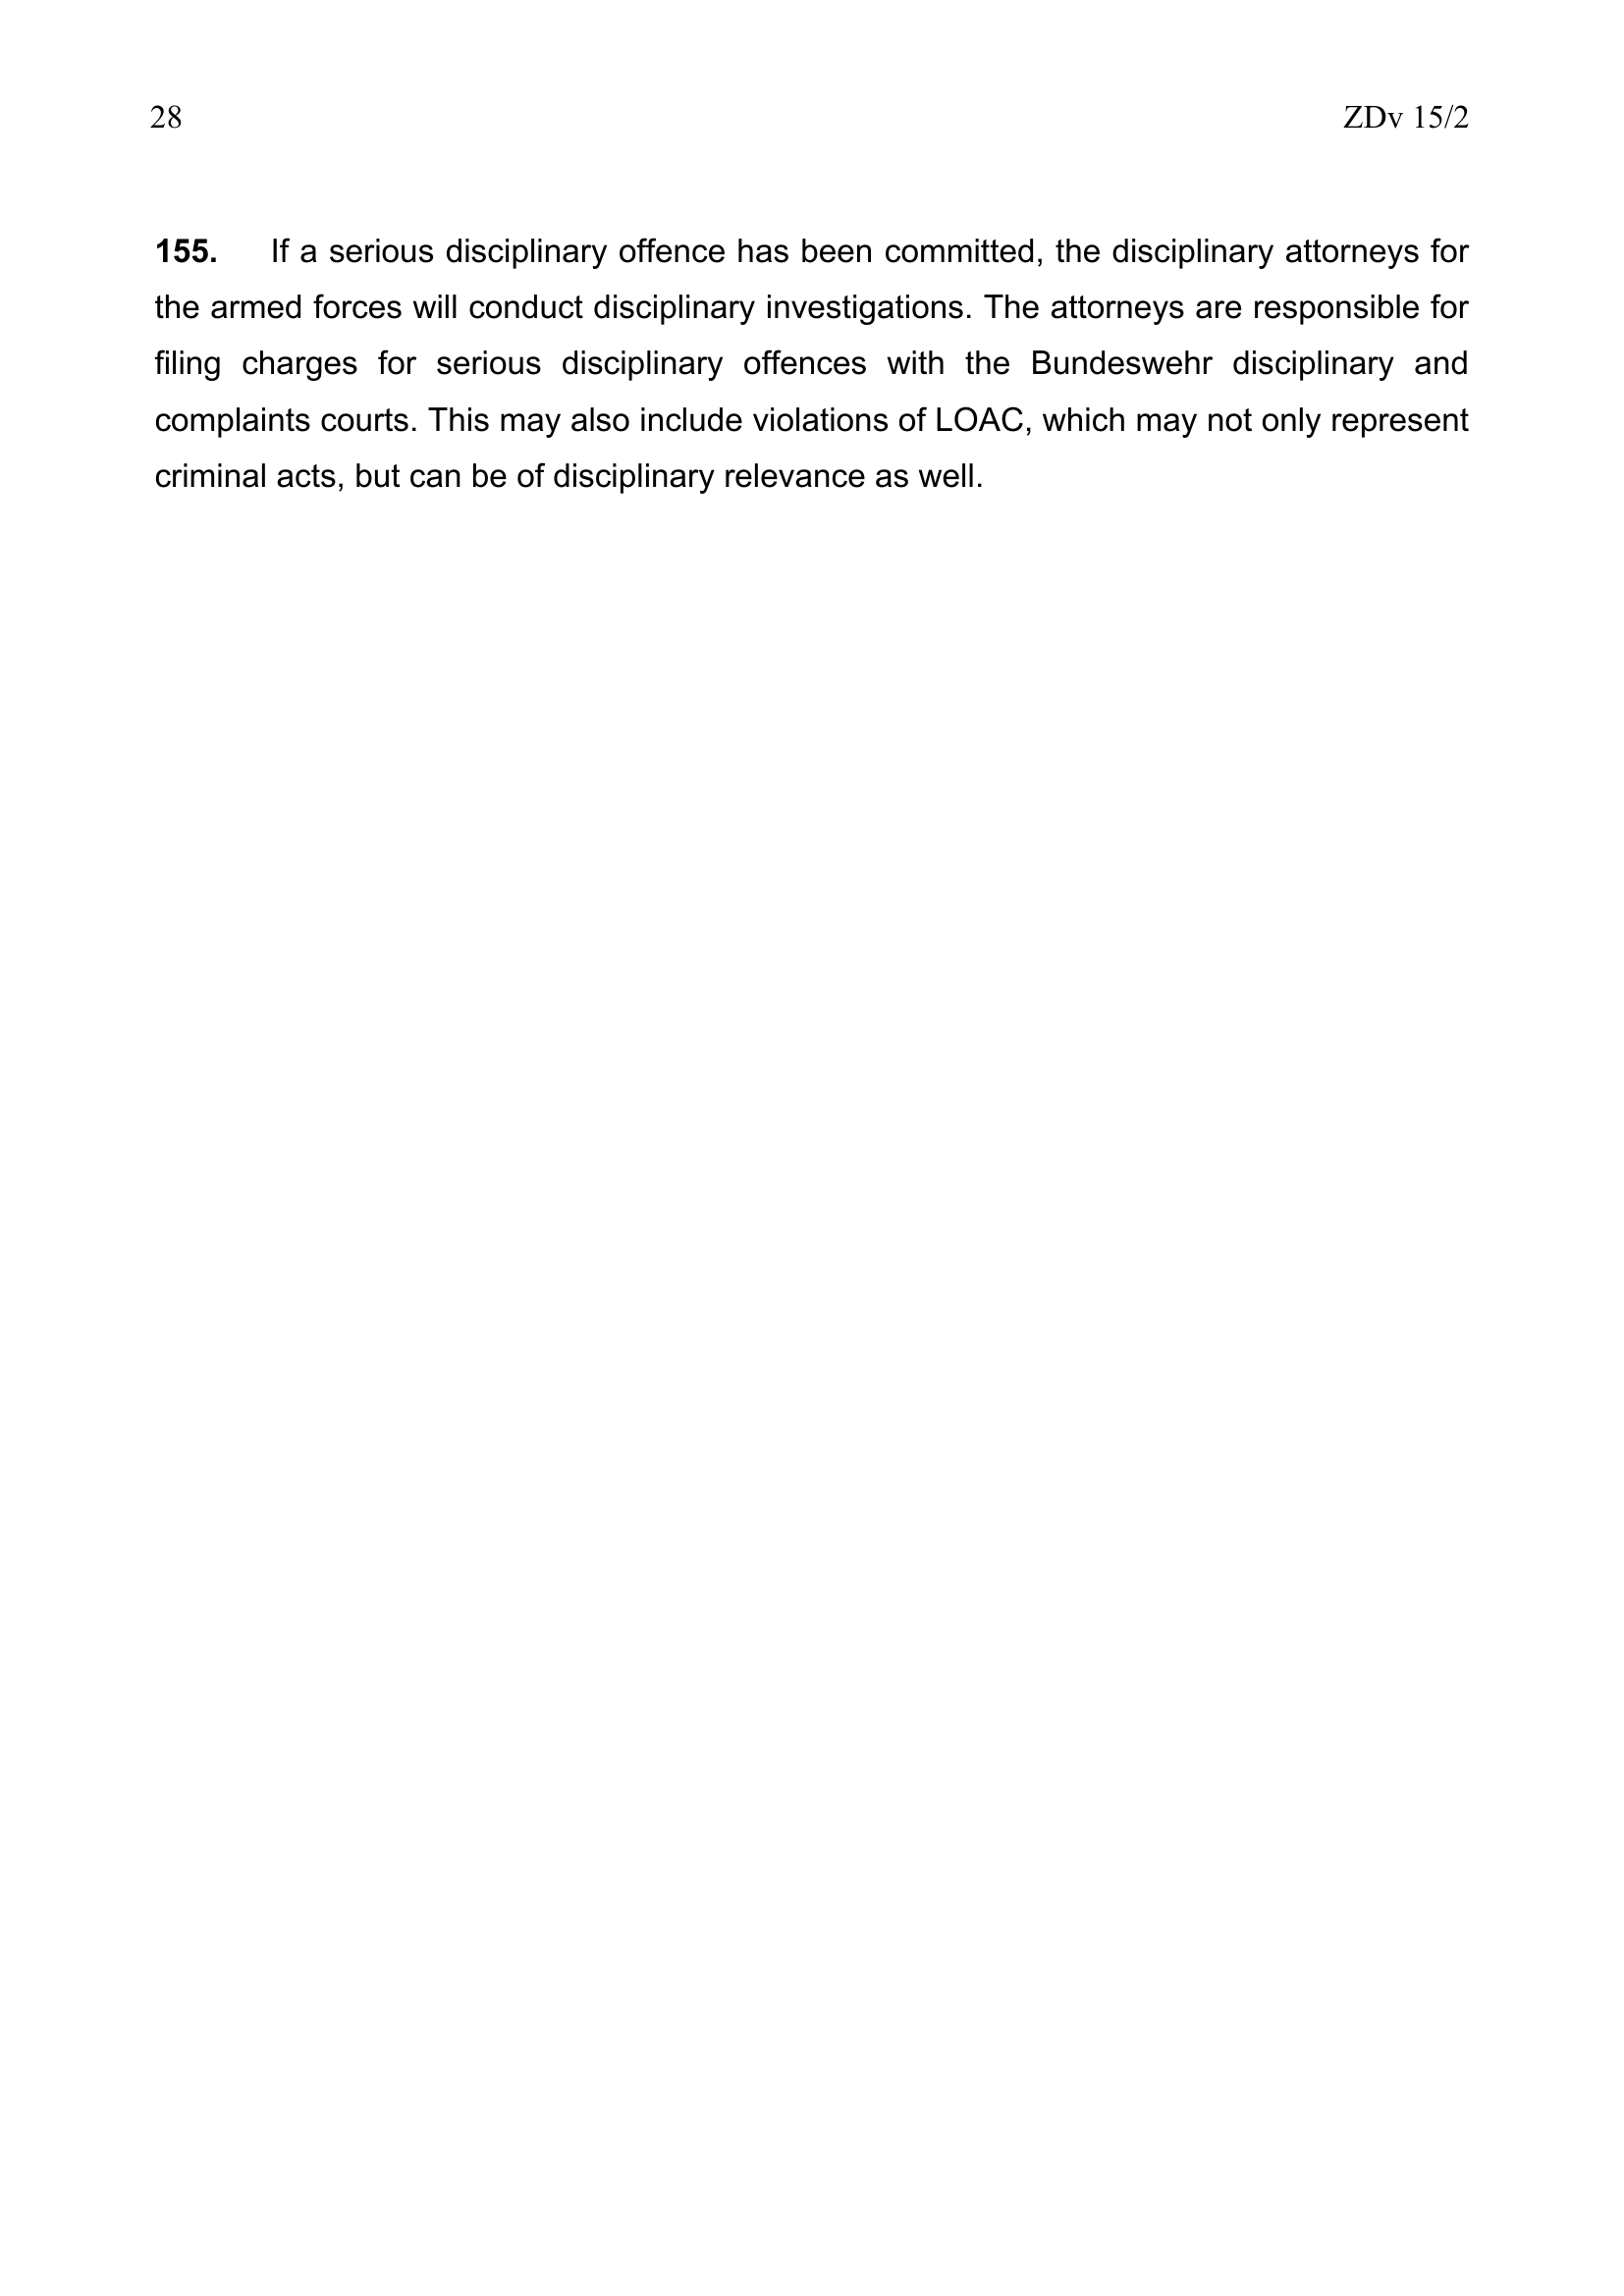 28 ZDv 15/2
155. If a serious disciplinary offence has been committed, the disciplinary attorneys for
the armed forces will conduct disciplinary investigations. The attorneys are responsible for
filing charges for serious disciplinary offences with the Bundeswehr disciplinary and
complaints courts. This may also include violations of LOAC, which may not only represent
criminal acts, but can be of disciplinary relevance as well.